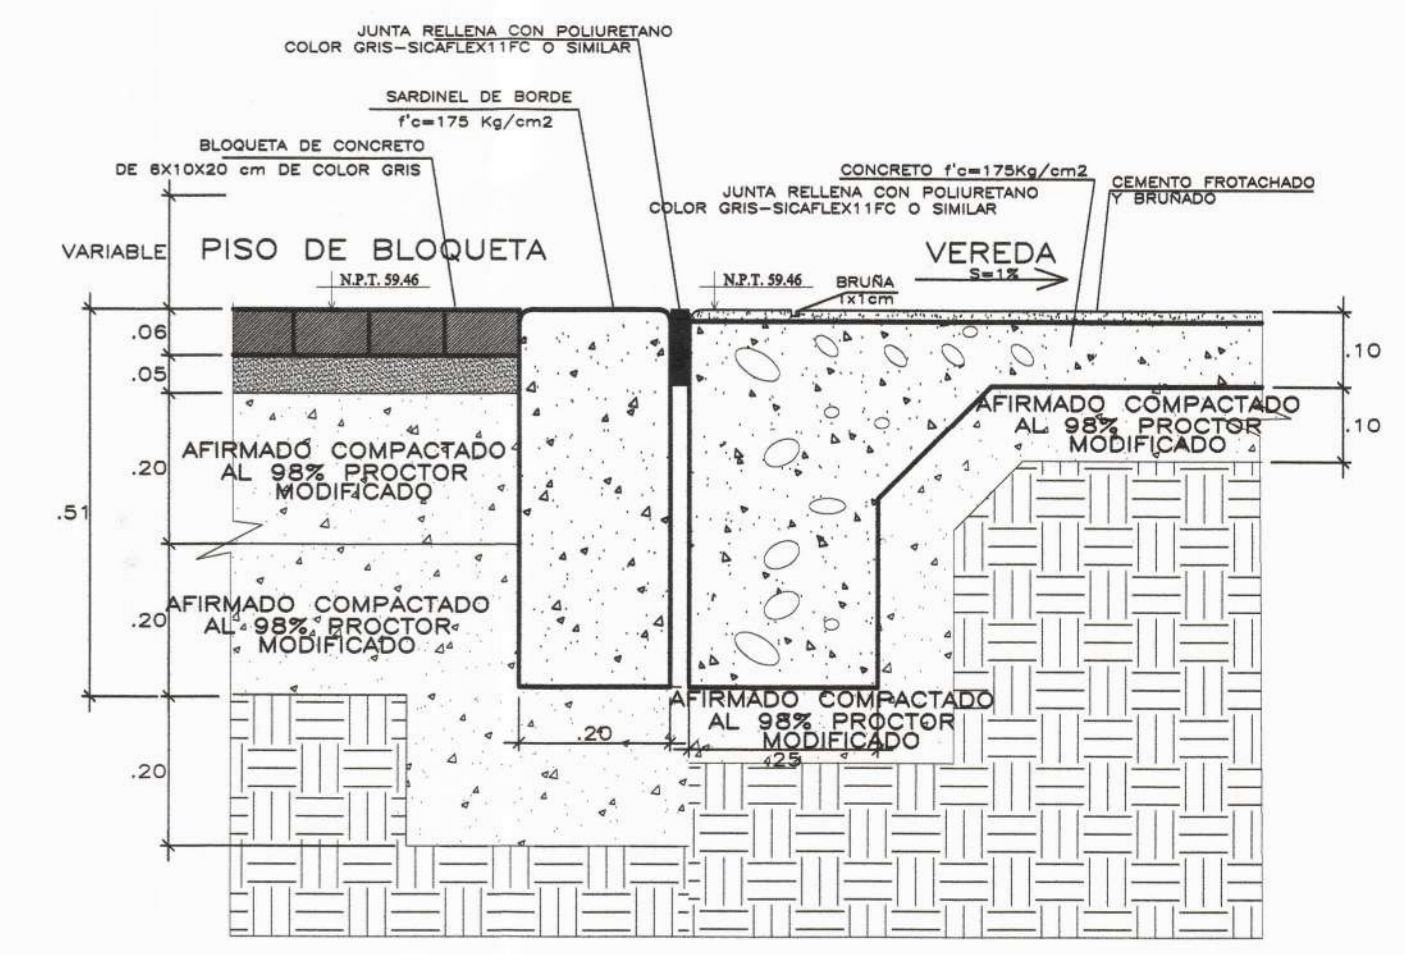 JUNTA RELLENA CON POLIURETANO
COLOR GRIS-SICAFLEX11FC O SIMILAR
SARDINEL DE BORDE
f'c=175 Kg/cm2
BLOQUETA DE CONCRETO
DE 6X10X20 cm DE COLOR GRIS
CONCRETO f'c=175Kg/cm2
JUNTA RELLENA CON POLIURETANO
COLOR GRIS-SICAFLEX11FC O SIMILAR
CEMENTO FROTACHADO
Y BRUÑADO
VARIABLE
PISO DE BLOQUETA
VEREDA
S=1%
N.P.T. 59.46
N.P.T. 59.46
BRUÑA
1x1cm
.06
.05
.20
.51
.20
.20
.10
.10
AFIRMADO COMPACTADO
AL 98% PROCTOR
MODIFICADO
AFIRMADO COMPACTADO
AL 98% PROCTOR
MODIFICADO
AFIRMADO COMPACTADO
AL 98% PROCTOR
MODIFICADO
AFIRMADO COMPACTADO
AL 98% PROCTOR
MODIFICADO
.20
.25